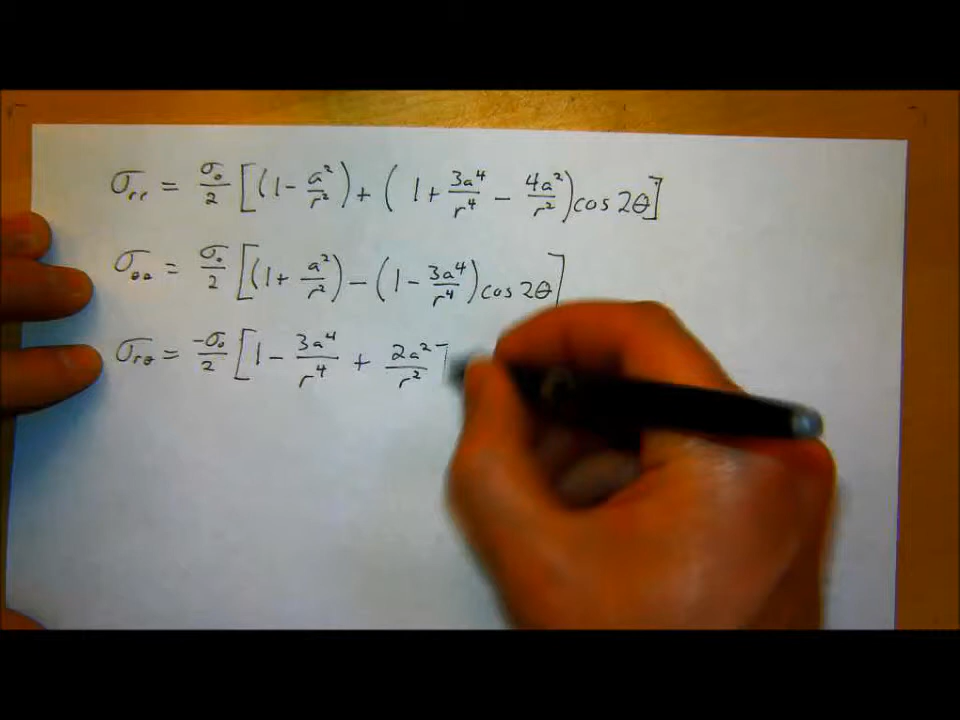 σrr = σ₀/2 [(1 - a²/r²) + (1 + 3a⁴/r⁴ - 4a²/r²) cos 2θ]
σθθ = σ₀/2 [(1 + a²/r²) - (1 - 3a⁴/r⁴) cos 2θ]
σrθ = -σ₀/2 [1 - 3a⁴/r⁴ + 2a²/r²]